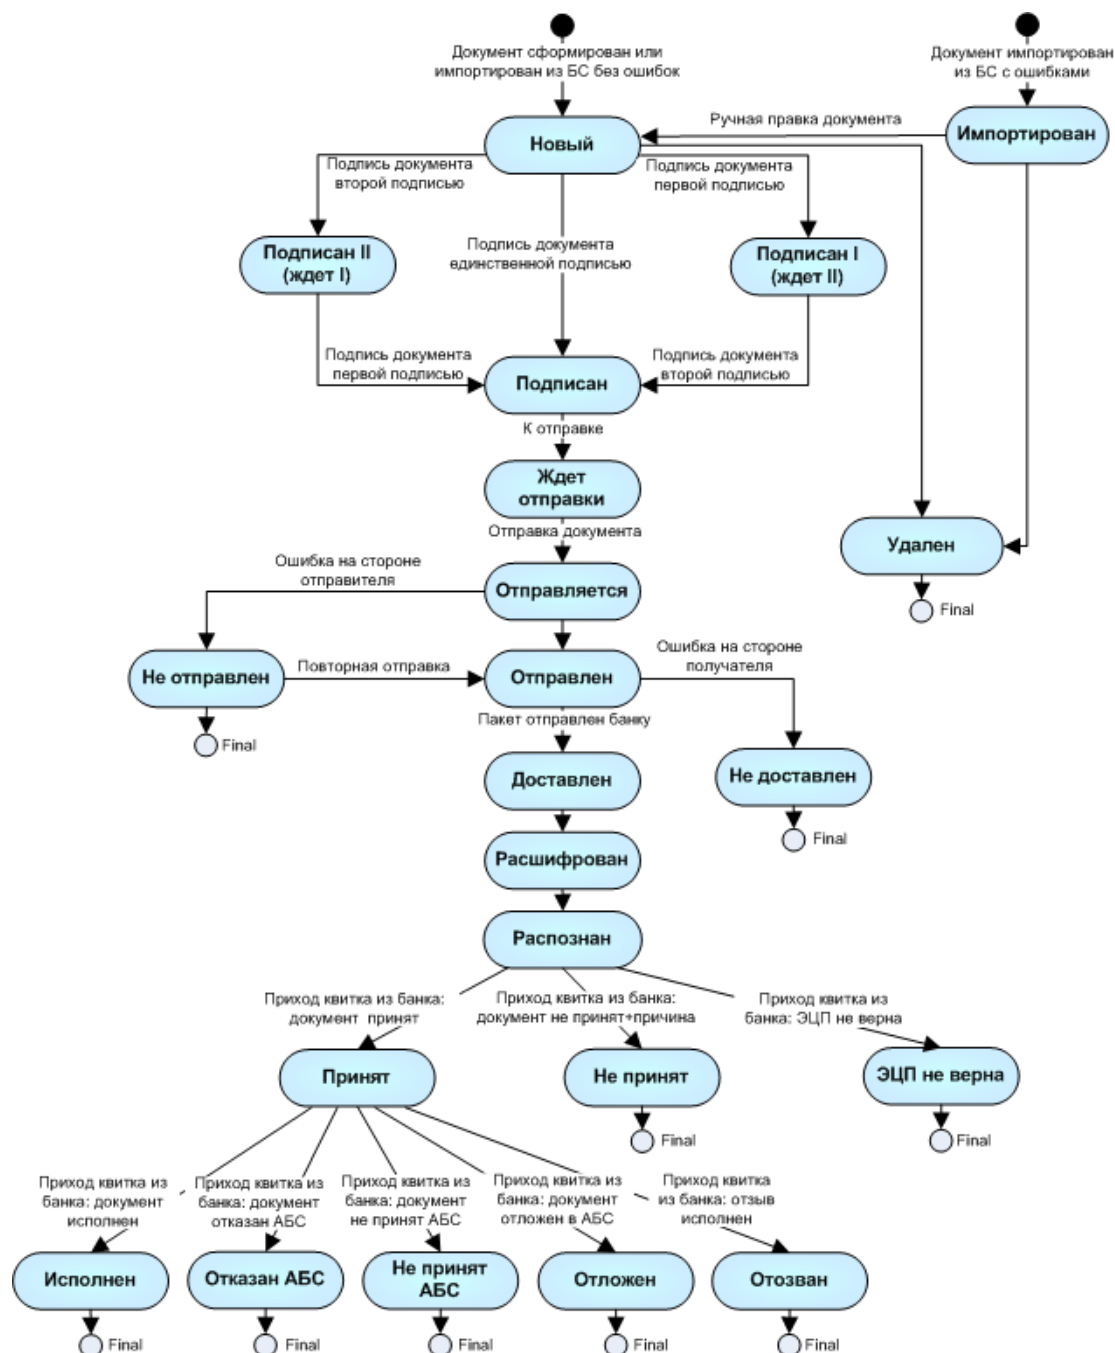 Документ сформирован или
импортирован из БС без ошибок
Документ импортирован
из БС с ошибками
Ручная правка документа
Новый
Импортирован
Подпись документа
второй подписью
Подпись документа
первой подписью
Подписан II
(ждет I)
Подпись документа
единственной подписью
Подписан I
(ждет II)
Подпись документа
первой подписью
Подпись документа
второй подписью
Подписан
К отправке
Ждет
отправки
Отправка документа
Удален
Final
Ошибка на стороне
отправителя
Отправляется
Не отправлен
Повторная отправка
Отправлен
Ошибка на стороне
получателя
Final
Пакет отправлен банку
Доставлен
Не доставлен
Final
Расшифрован
Распознан
Приход квитка из банка:
документ принят
Приход квитка из банка:
документ не принят+причина
Приход квитка из
банка: ЭЦП не верна
Принят
Не принят
ЭЦП не верна
Final
Final
Приход квитка из
банка: документ
исполнен
Приход квитка из
банка: документ
отказан АБС
Приход квитка из
банка: документ
не принят АБС
Приход квитка из
банка: документ
отложен в АБС
Приход квитка
из банка: отзыв
исполнен
Исполнен
Отказан АБС
Не принят
АБС
Отложен
Отозван
Final
Final
Final
Final
Final